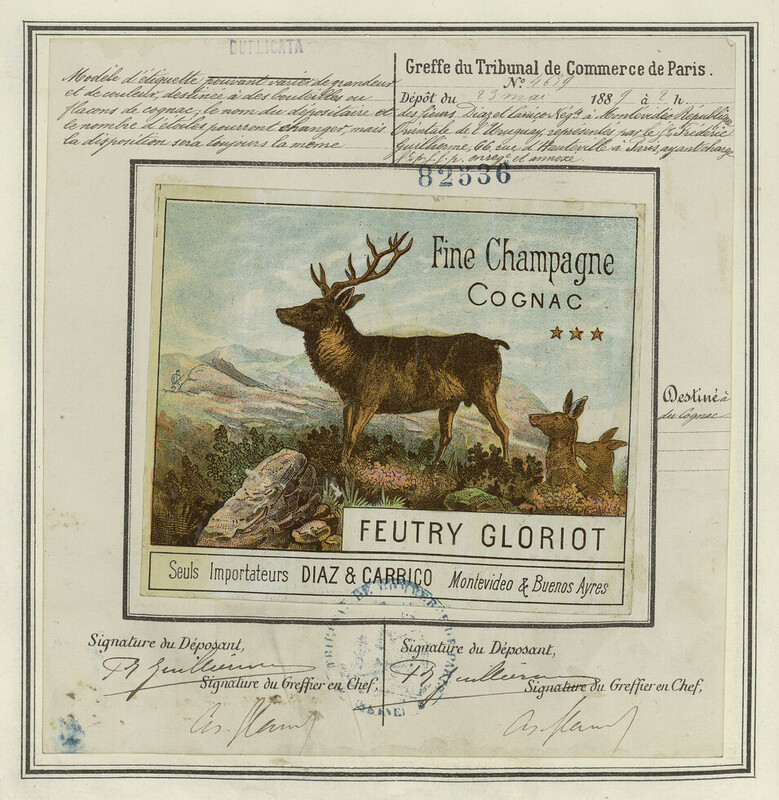 DUPLICATA
Modèle d'étiquette pouvant varier de grandeur
et de couleur, destinée à des bouteilles ou
flacons de cognac, le nom du dépositaire et
le nombre d'étoiles pourront changer, mais
la disposition sera toujours la même
Greffe du Tribunal de Commerce de Paris.
N° 4689
Dépôt du 23 mai 1889 à 2 h.
des sieurs Diaz et Carrico Négts à Montévidéo République
Orientale de l'Uruguay, représentés par le Sr Frédéric
Guilherme, 66, rue d'Hauteville à Paris, ayant charge
enregt et annexé
82536
Fine Champagne
COGNAC
FEUTRY GLORIOT
Seuls Importateurs DIAZ & CARRICO Montevideo & Buenos Ayres
Destiné à
du Cognac
Signature du Déposant,
Signature du Greffier en Chef,
Signature du Déposant,
Signature du Greffier en Chef,